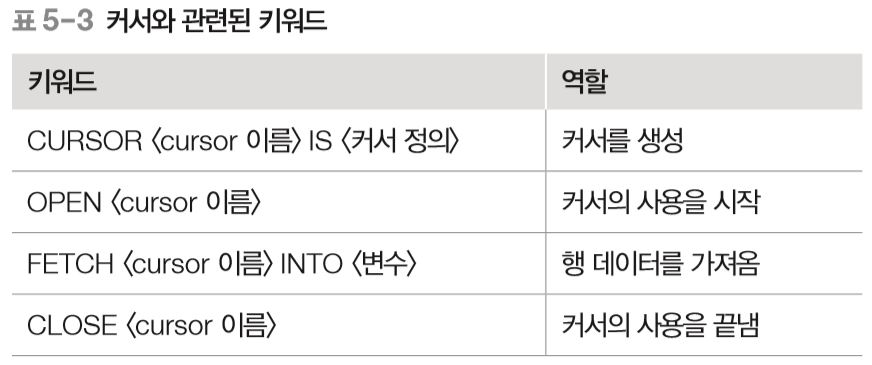 표 5-3 커서와 관련된 키워드
키워드 역할
CURSOR 〈cursor 이름〉 IS 〈커서 정의〉 커서를 생성
OPEN 〈cursor 이름〉 커서의 사용을 시작
FETCH 〈cursor 이름〉 INTO 〈변수〉 행 데이터를 가져옴
CLOSE 〈cursor 이름〉 커서의 사용을 끝냄